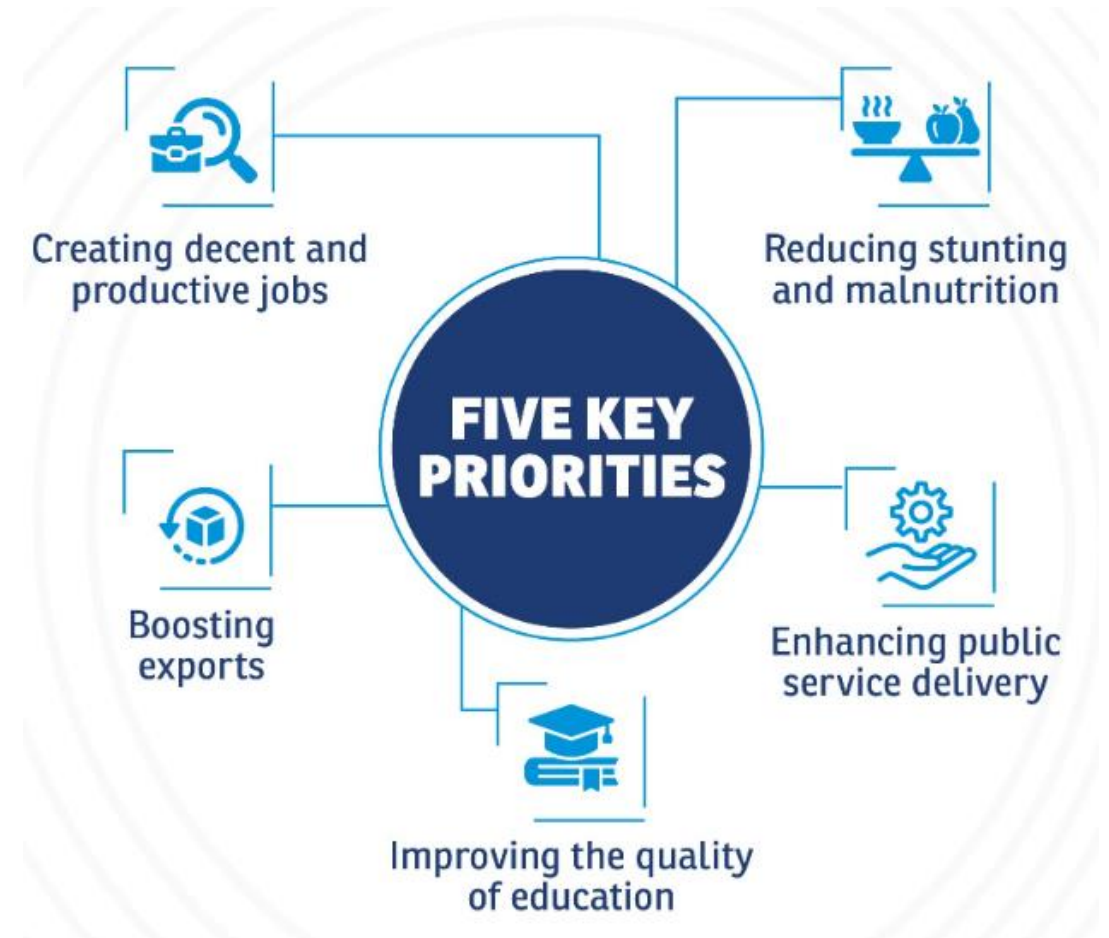 Creating decent and
productive jobs
Reducing stunting
and malnutrition
FIVE KEY
PRIORITIES
Boosting
exports
Enhancing public
service delivery
Improving the quality
of education